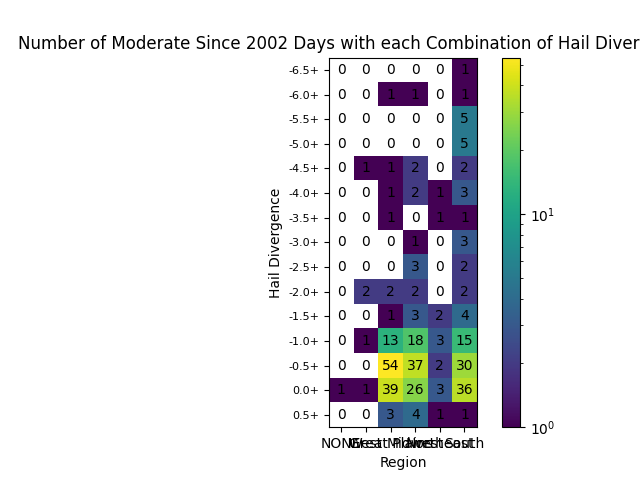 Number of Moderate Since 2002 Days with each Combination of Hail Diver
-6.5+ 0 0 0 0 0 1
-6.0+ 0 0 1 1 0 1
-5.5+ 0 0 0 0 0 5
-5.0+ 0 0 0 0 0 5
-4.5+ 0 1 1 2 0 2
-4.0+ 0 0 1 2 1 3
-3.5+ 0 0 1 0 1 1
-3.0+ 0 0 0 1 0 3
-2.5+ 0 0 0 3 0 2
-2.0+ 0 2 2 2 0 2
-1.5+ 0 0 1 3 2 4
-1.0+ 0 1 13 18 3 15
-0.5+ 0 0 54 37 2 30
0.0+ 1 1 39 26 3 36
0.5+ 0 0 3 4 1 1
South
Region
Hail Divergence
10^1
10^0